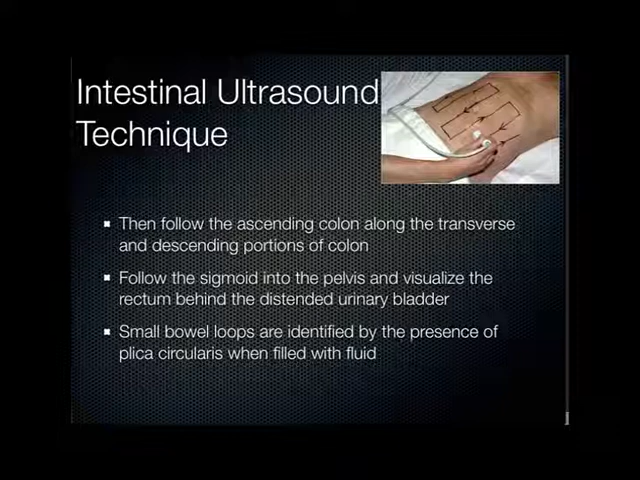 Intestinal Ultrasound
Technique
Then follow the ascending colon along the transverse
and descending portions of colon
Follow the sigmoid into the pelvis and visualize the
rectum behind the distended urinary bladder
Small bowel loops are identified by the presence of
plica circularis when filled with fluid